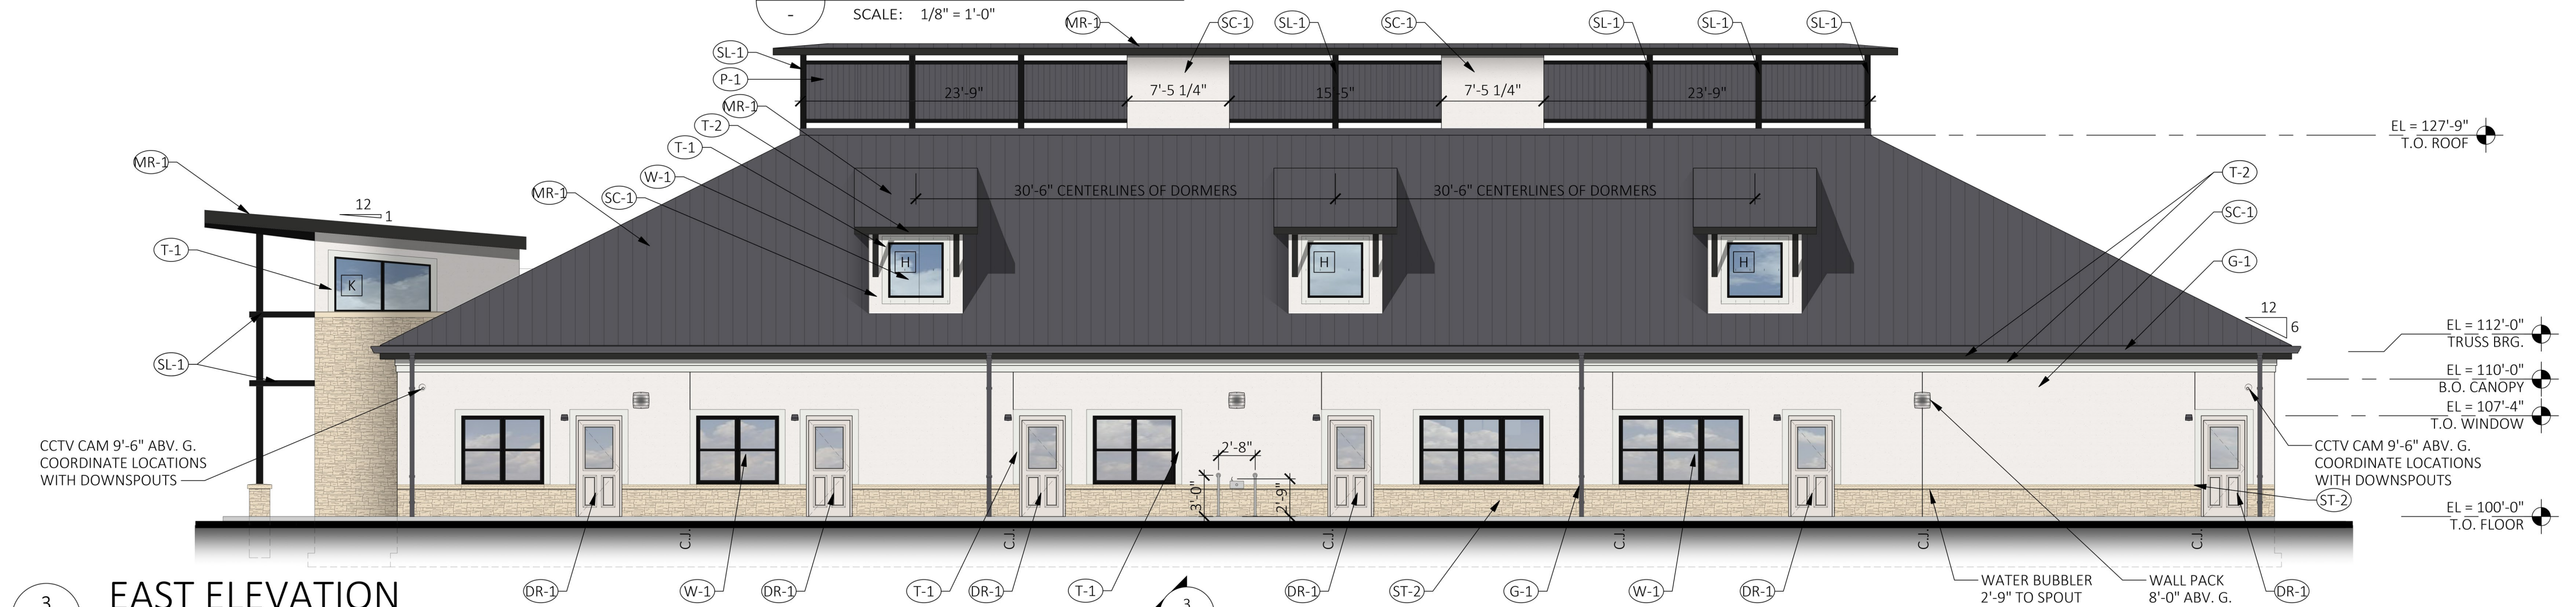 -
SCALE: 1/8" = 1'-0"
MR-1
SC-1
SL-1
SC-1
SL-1
SL-1
SL-1
SL-1
P-1
MR-1
T-2
T-1
W-1
SC-1
MR-1
MR-1
23'-9"
7'-5 1/4"
15'-5"
7'-5 1/4"
23'-9"
EL = 127'-9"
T.O. ROOF
30'-6" CENTERLINES OF DORMERS
30'-6" CENTERLINES OF DORMERS
T-2
SC-1
G-1
12
1
T-1
K
H
H
H
12
6
SL-1
EL = 112'-0"
TRUSS BRG.
EL = 110'-0"
B.O. CANOPY
EL = 107'-4"
T.O. WINDOW
CCTV CAM 9'-6" ABV. G.
COORDINATE LOCATIONS
WITH DOWNSPOUTS
2'-8"
3'-0"
2'-9"
CCTV CAM 9'-6" ABV. G.
COORDINATE LOCATIONS
WITH DOWNSPOUTS
ST-2
EL = 100'-0"
T.O. FLOOR
C.J.
C.J.
C.J.
C.J.
C.J.
C.J.
DR-1
W-1
DR-1
T-1
DR-1
T-1
DR-1
ST-2
G-1
W-1
DR-1
WATER BUBBLER
2'-9" TO SPOUT
WALL PACK
8'-0" ABV. G.
DR-1
3
EAST ELEVATION
3